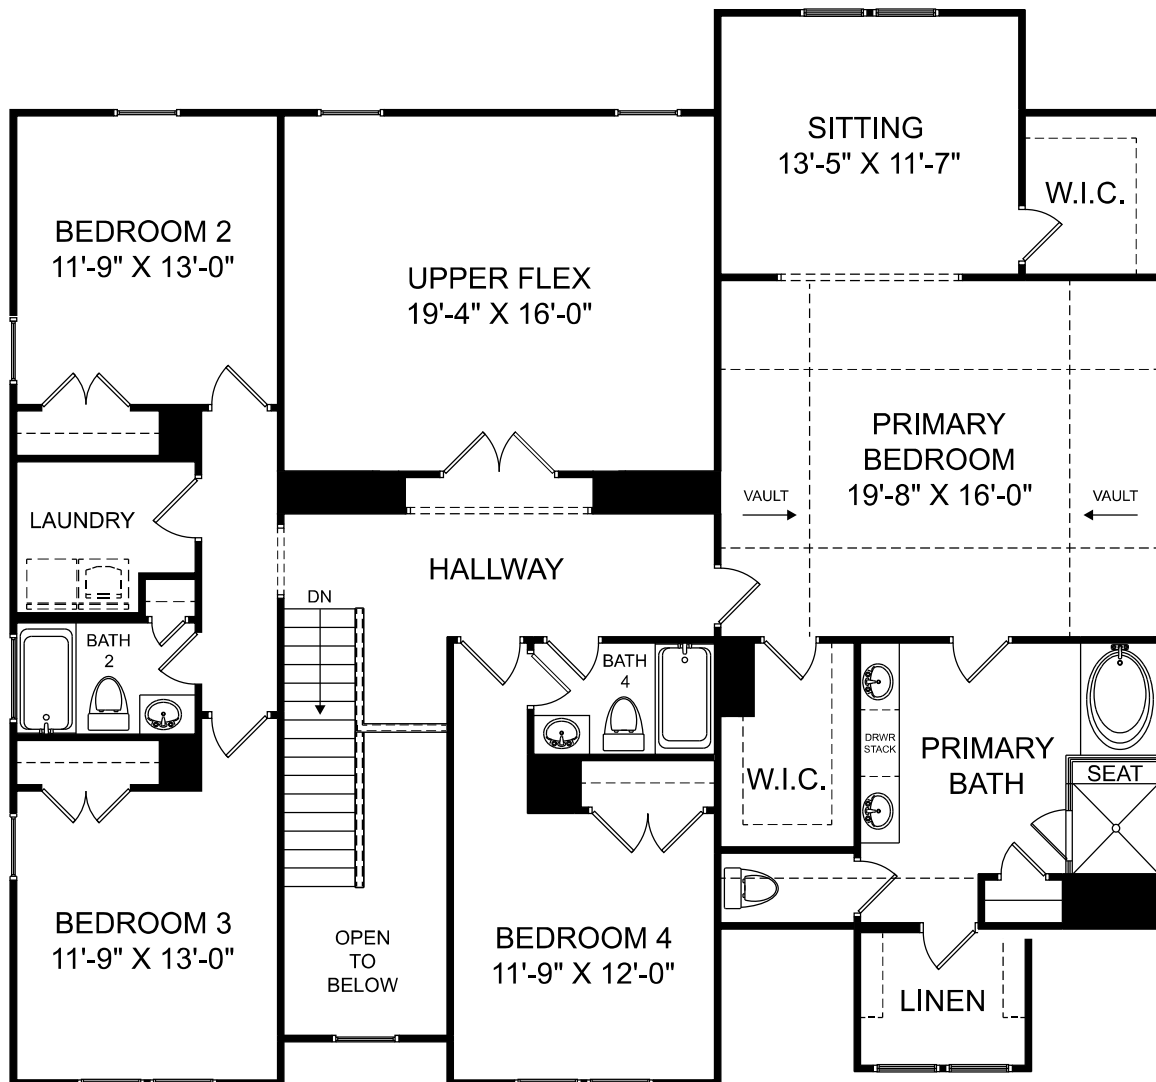 SITTING
13'-5" X 11'-7"
W.I.C.
BEDROOM 2
11'-9" X 13'-0"
UPPER FLEX
19'-4" X 16'-0"
PRIMARY
BEDROOM
19'-8" X 16'-0"
VAULT
VAULT
LAUNDRY
HALLWAY
DN
BATH
2
BATH
4
DRWR
STACK
PRIMARY
BATH
SEAT
W.I.C.
BEDROOM 3
11'-9" X 13'-0"
OPEN
TO
BELOW
BEDROOM 4
11'-9" X 12'-0"
LINEN